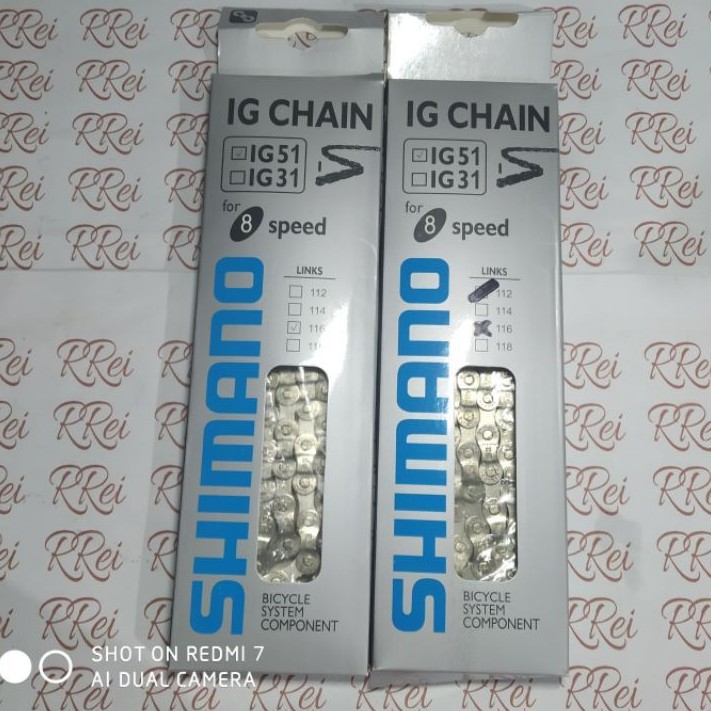 IG CHAIN
IG51
IG31
for 8 speed
LINKS
112
114
116
SHIMANO
BICYCLE
SYSTEM
COMPONENT
IG CHAIN
IG51
IG31
for 8 speed
LINKS
112
114
116
118
SHIMANO
BICYCLE
SYSTEM
COMPONENT
RRei
SHOT ON REDMI 7
AI DUAL CAMERA